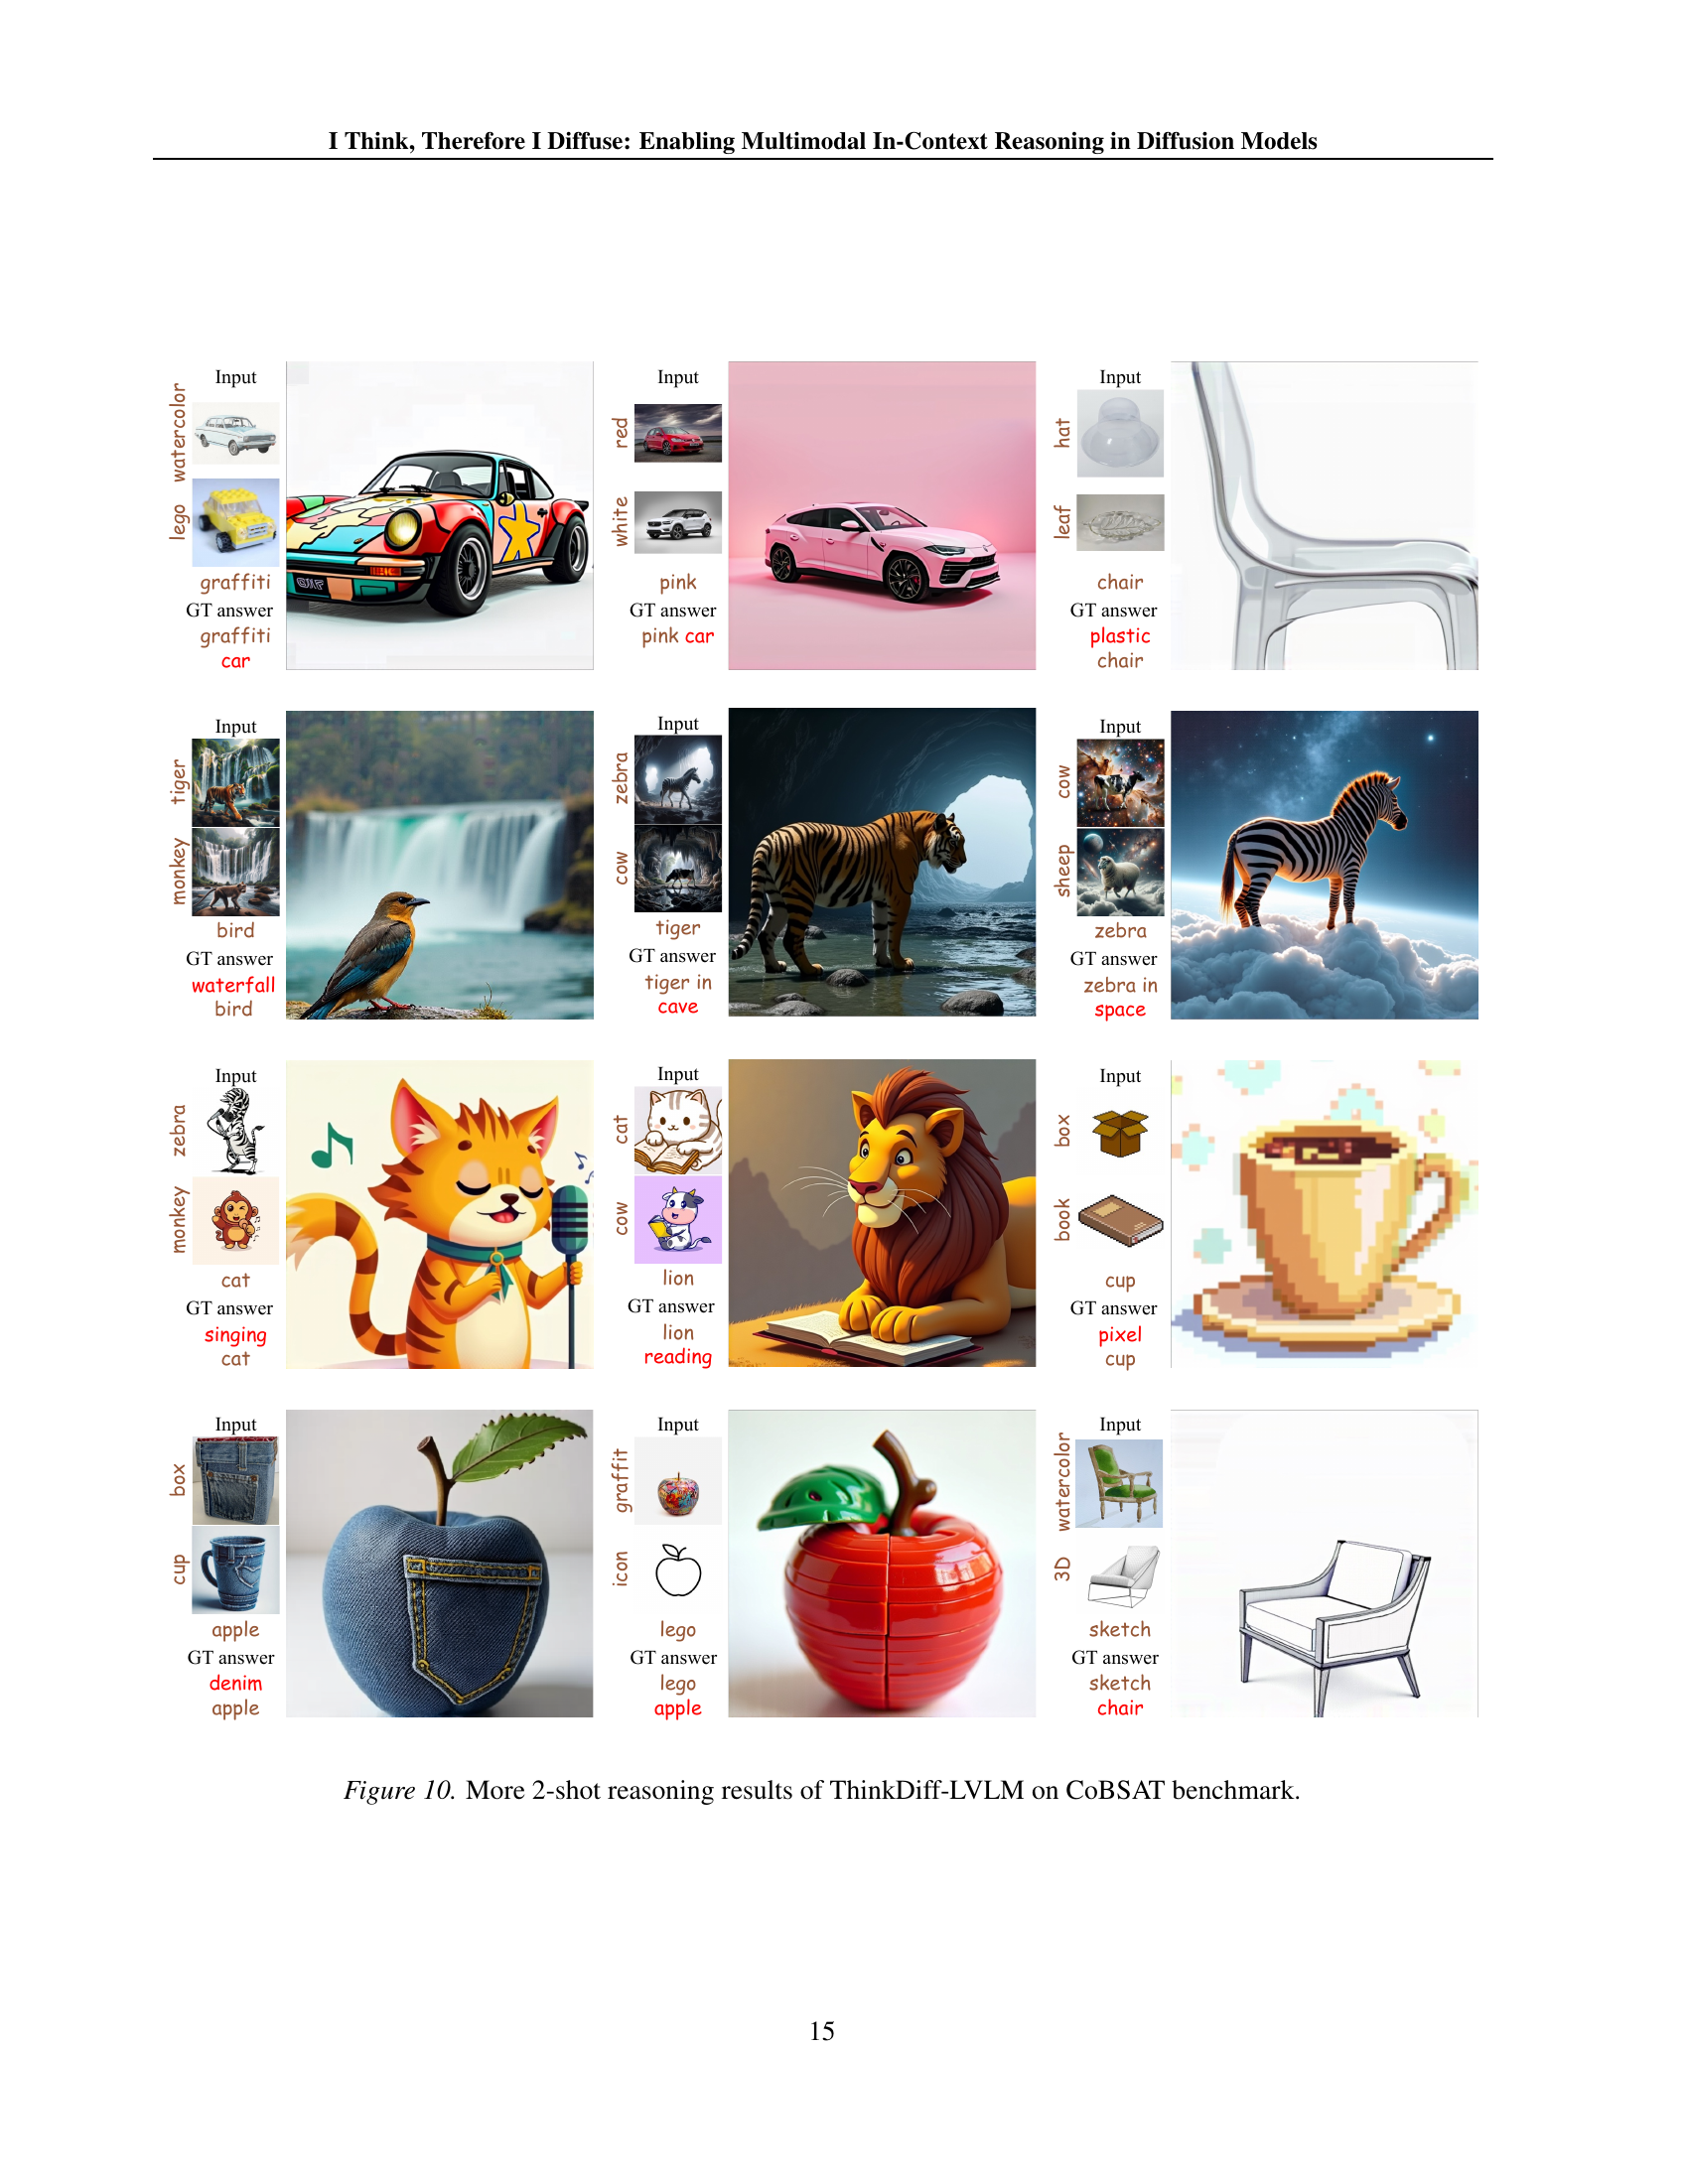 I Think, Therefore I Diffuse: Enabling Multimodal In-Context Reasoning in Diffusion Models
Input
watercolor
lego
graffiti
GT answer
graffiti
car
Input
red
white
pink
GT answer
pink car
Input
hat
leaf
chair
GT answer
plastic
chair
Input
tiger
monkey
bird
GT answer
waterfall
bird
Input
zebra
cow
tiger
GT answer
tiger in
cave
Input
cow
sheep
zebra
GT answer
zebra in
space
Input
zebra
monkey
cat
GT answer
singing
cat
Input
cat
cow
lion
GT answer
lion
reading
Input
box
book
cup
GT answer
pixel
cup
Input
box
cup
apple
GT answer
denim
apple
Input
graffit
icon
lego
GT answer
lego
apple
Input
watercolor
3D
sketch
GT answer
sketch
chair
Figure 10. More 2-shot reasoning results of ThinkDiff-LVLM on CoBSAT benchmark.
15